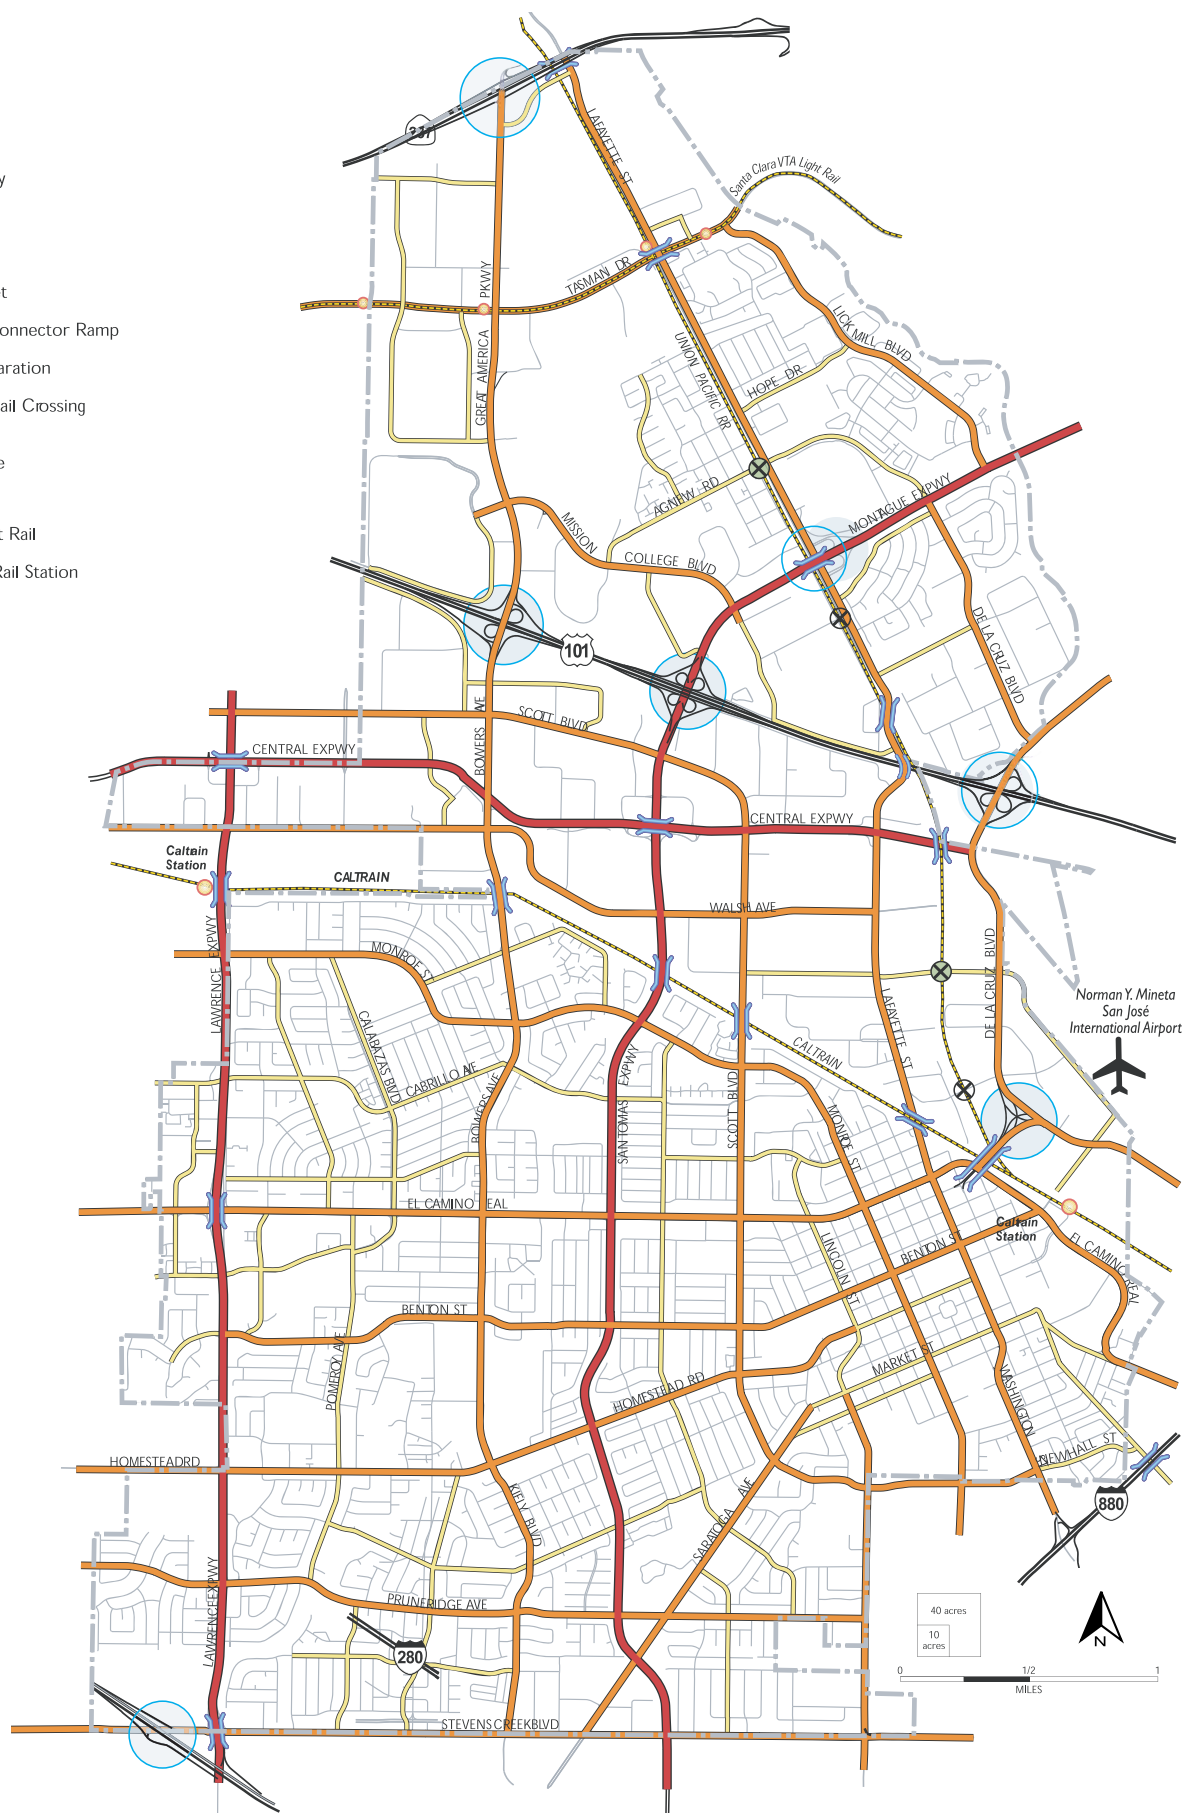 y
t
onnector Ramp
aration
ail Crossing
e
t Rail
Rail Station
237
LAFAYETTE ST
Santa Clara VTA Light Rail
TASMAN DR
GREAT AMERICA PKWY
UNION PACIFIC RR
LICK MILL BLVD
HOPE DR
AGNEW RD
MONTAGUE EXPWY
MISSION
COLLEGE BLVD
101
DE LA CRUZ BLVD
BOWERS AVE
SCOTT BLVD
CENTRAL EXPWY
CENTRAL EXPWY
Caltrain
Station
CALTRAIN
WALSH AVE
LAWRENCE EXPWY
MONROE ST
DE LA CRUZ BLVD
Norman Y. Mineta
San José
International Airport
CALABAZAS BLVD
CABRILLO AVE
BOWERS AVE
SAN TOMAS EXPWY
SCOTT BLVD
CALTRAIN
LAFAYETTE ST
MONROE ST
EL CAMINO REAL
Caltrain
Station
BENTON ST
EL CAMINO REAL
LINCOLN ST
BENTON ST
POMEROY AVE
MARKET ST
HOMESTEAD RD
WASHINGTON
NEWHALL ST
HOMESTEAD RD
KIELY BLVD
SARATOGA AVE
880
LAWRENCE EXPWY
PRUNERIDGE AVE
280
40 acres
10
acres
N
0 1/2 1
MILES
STEVENS CREEK BLVD